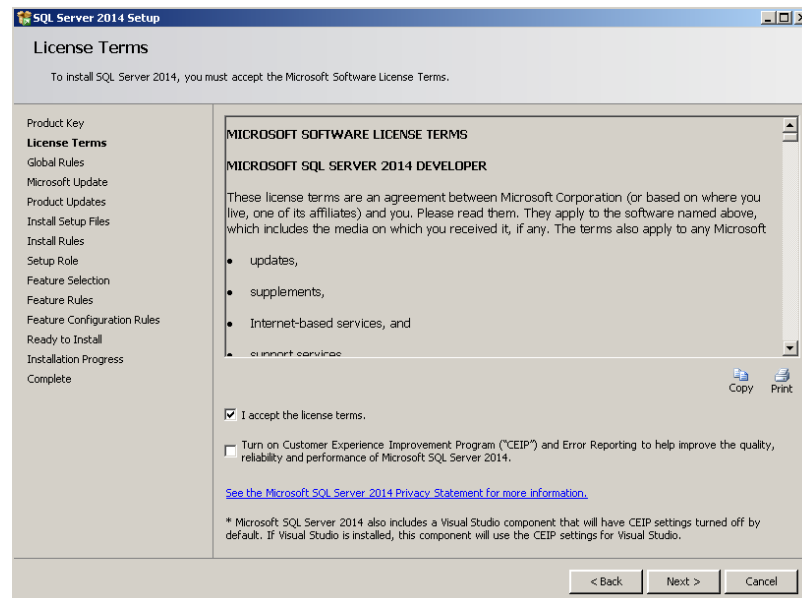 SQL Server 2014 Setup
License Terms
To install SQL Server 2014, you must accept the Microsoft Software License Terms.
Product Key
License Terms
Global Rules
Microsoft Update
Product Updates
Install Setup Files
Install Rules
Setup Role
Feature Selection
Feature Rules
Feature Configuration Rules
Ready to Install
Installation Progress
Complete
MICROSOFT SOFTWARE LICENSE TERMS
MICROSOFT SQL SERVER 2014 DEVELOPER
These license terms are an agreement between Microsoft Corporation (or based on where you
live, one of its affiliates) and you. Please read them. They apply to the software named above,
which includes the media on which you received it, if any. The terms also apply to any Microsoft
• updates,
• supplements,
• Internet-based services, and
• support services
Copy Print
I accept the license terms.
Turn on Customer Experience Improvement Program ("CEIP") and Error Reporting to help improve the quality,
reliability and performance of Microsoft SQL Server 2014.
See the Microsoft SQL Server 2014 Privacy Statement for more information.
* Microsoft SQL Server 2014 also includes a Visual Studio component that will have CEIP settings turned off by
default. If Visual Studio is installed, this component will use the CEIP settings for Visual Studio.
< Back Next > Cancel